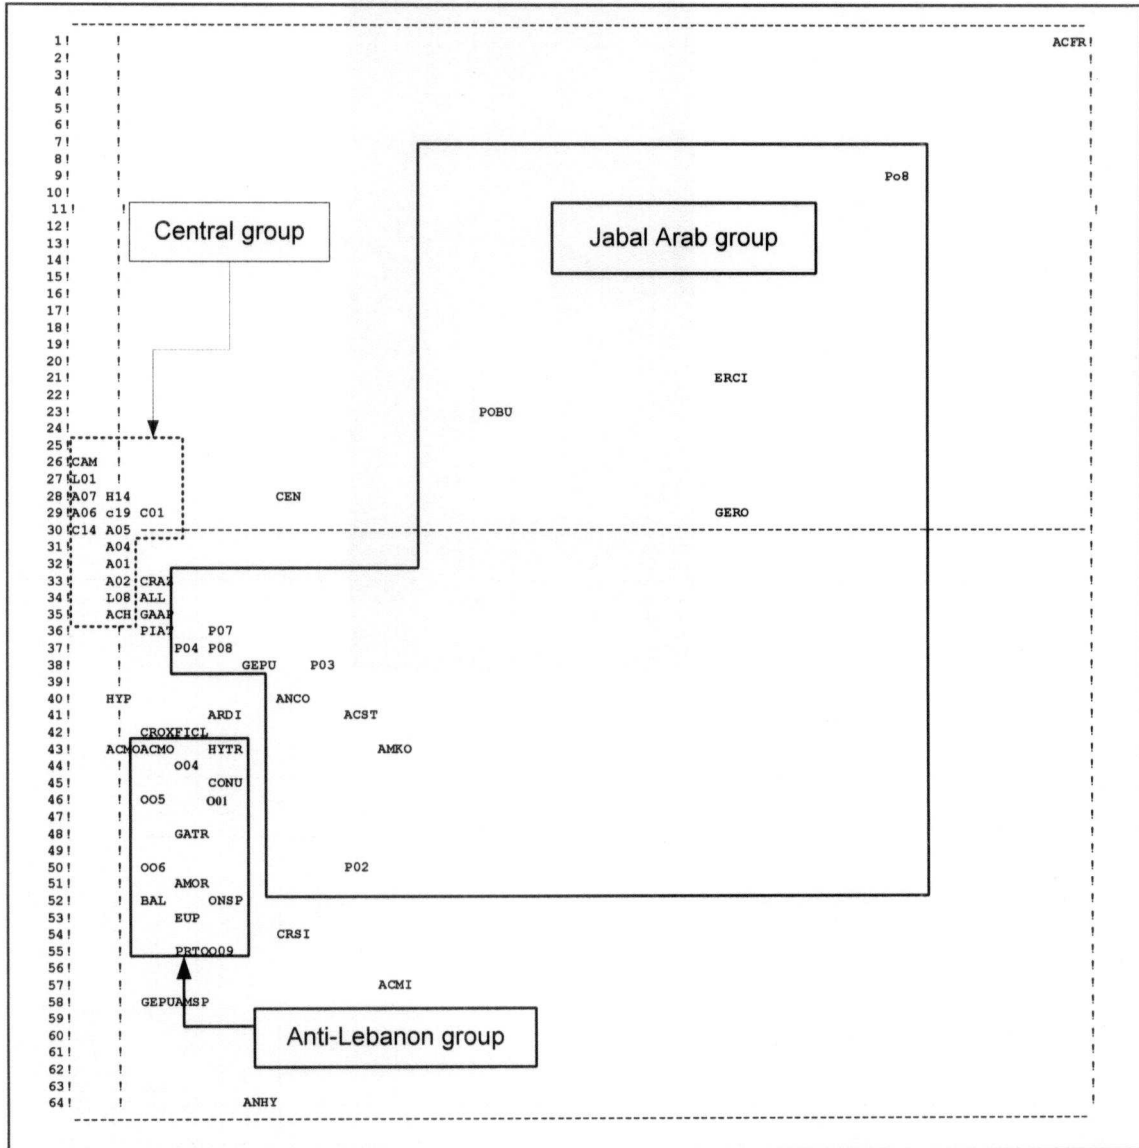 1! ! ACFR!
2! ! !
3! ! !
4! ! !
5! ! !
6! ! !
7! ! !
8! ! !
9! ! Po8 !
10! ! !
11! ! !
12! ! Central group Jabal Arab group !
13! ! !
14! ! !
15! ! !
16! ! !
17! ! !
18! ! !
19! ! !
20! ! !
21! ! ERCI !
22! ! !
23! ! POBU !
24! ! !
25! ! !
26!CAM ! !
27!L01 ! !
28!A07 H14 CEN !
29!A06 c19 C01 GERO !
30!C14 A05
31! A04 !
32! A01 !
33! A02 CRAZ !
34! L08 ALL !
35! ACH GAAP !
36! ! PIAT P07 !
37! ! P04 P08 !
38! ! GEPU P03 !
39! ! !
40! HYP ANCO !
41! ! ARDI ACST !
42! ! CROXFICL !
43! ACMOACMO HYTR AMKO !
44! ! O04 !
45! ! CONU !
46! ! OO5 O01 !
47! ! !
48! ! GATR !
49! ! !
50! ! OO6 P02 !
51! ! AMOR !
52! ! BAL ONSP !
53! ! EUP !
54! ! CRSI !
55! ! PRTOO09 !
56! ! !
57! ! ACMI !
58! ! GEPUAMSP !
59! ! !
60! ! Anti-Lebanon group !
61! ! !
62! ! !
63! ! !
64! ! ANHY !